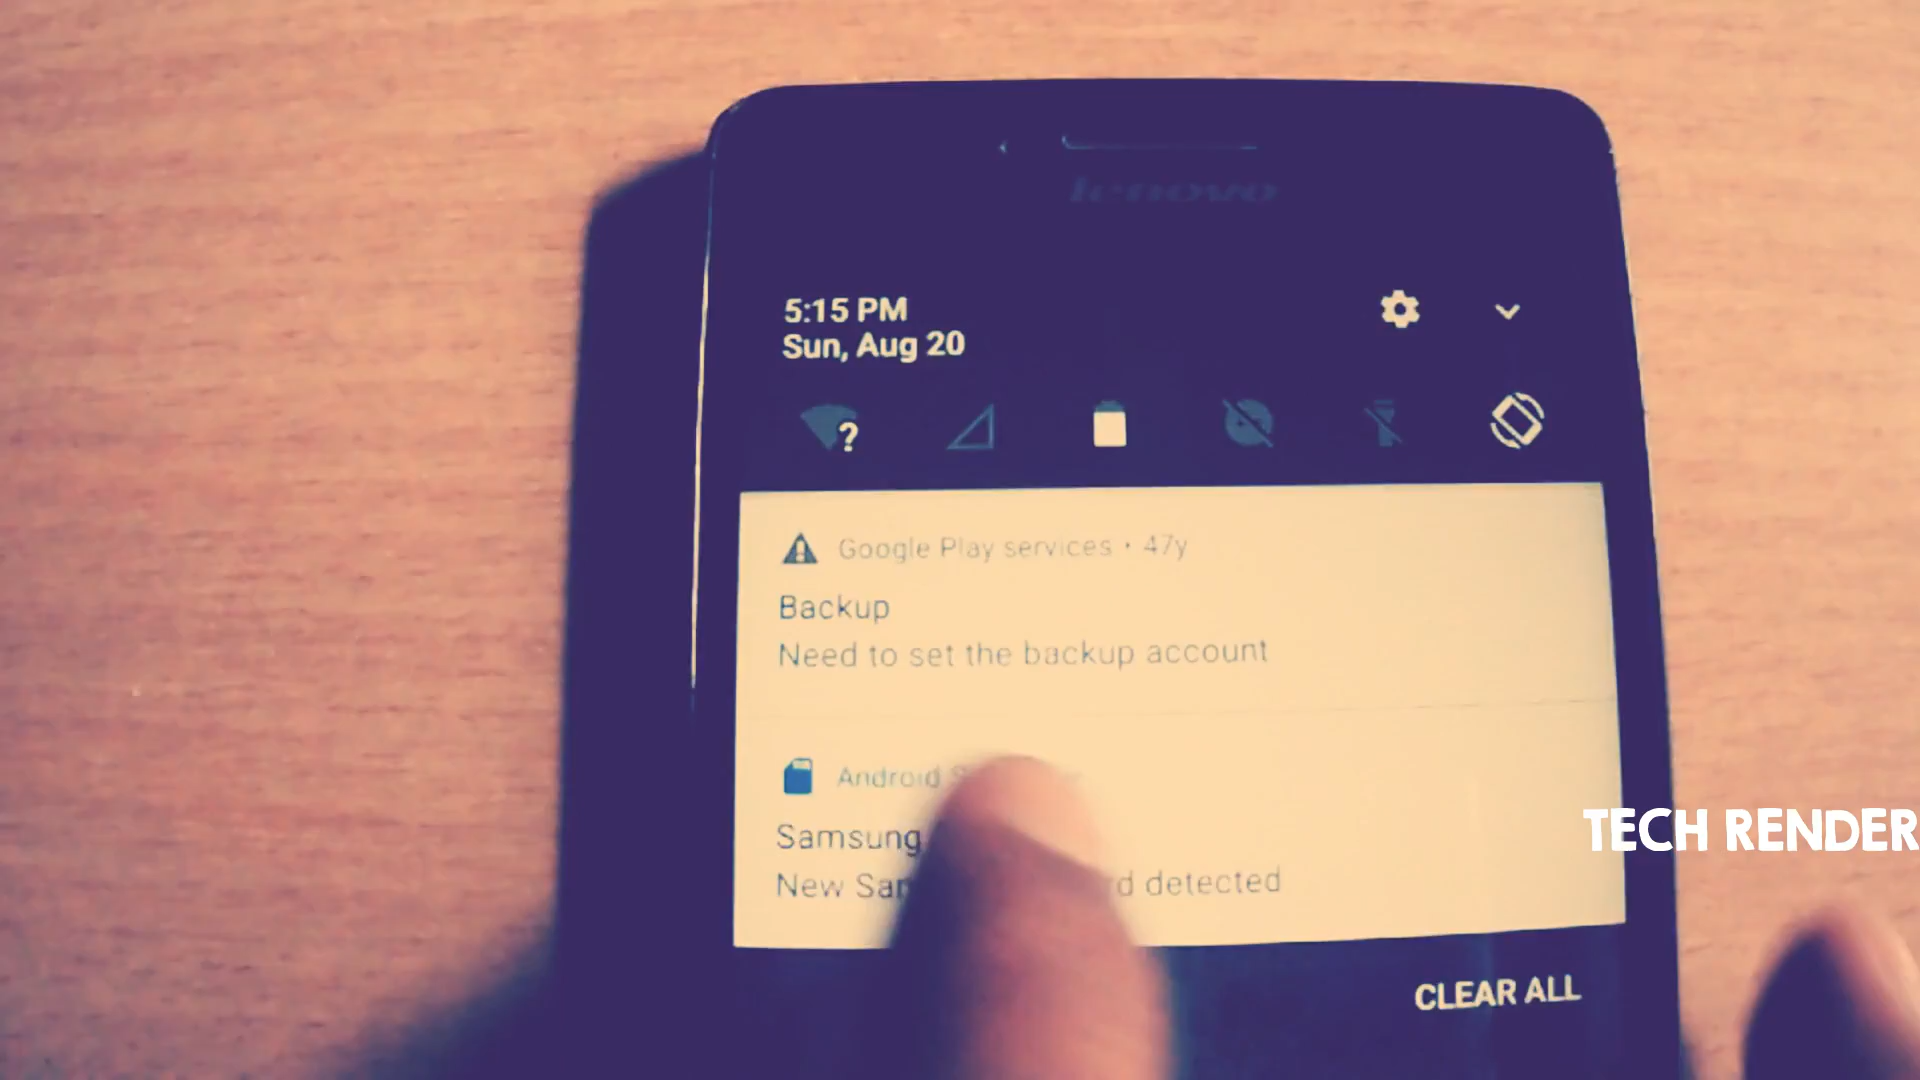 lenovo
5:15 PM
Sun, Aug 20
?
Google Play services • 47y
Backup
Need to set the backup account
Android
Samsung
New d detected
CLEAR ALL
TECH RENDER